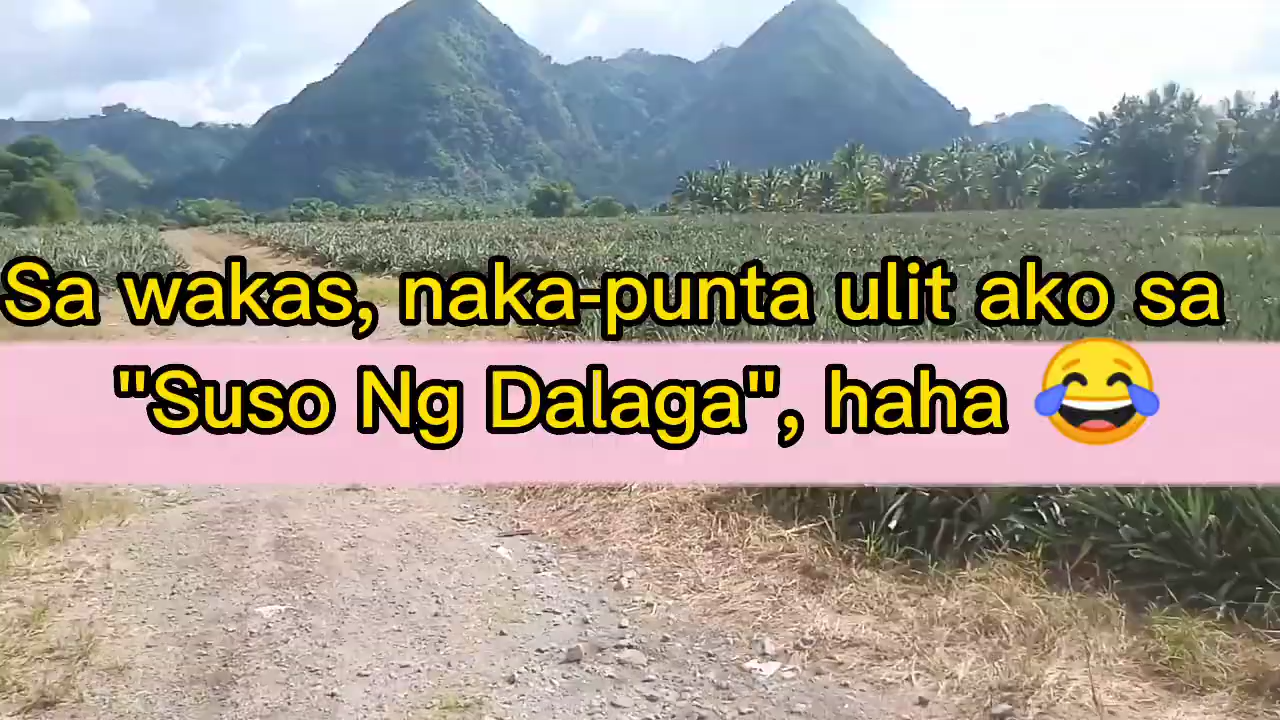 Sa wakas, naka-punta ulit ako sa
"Suso Ng Dalaga", haha 😂